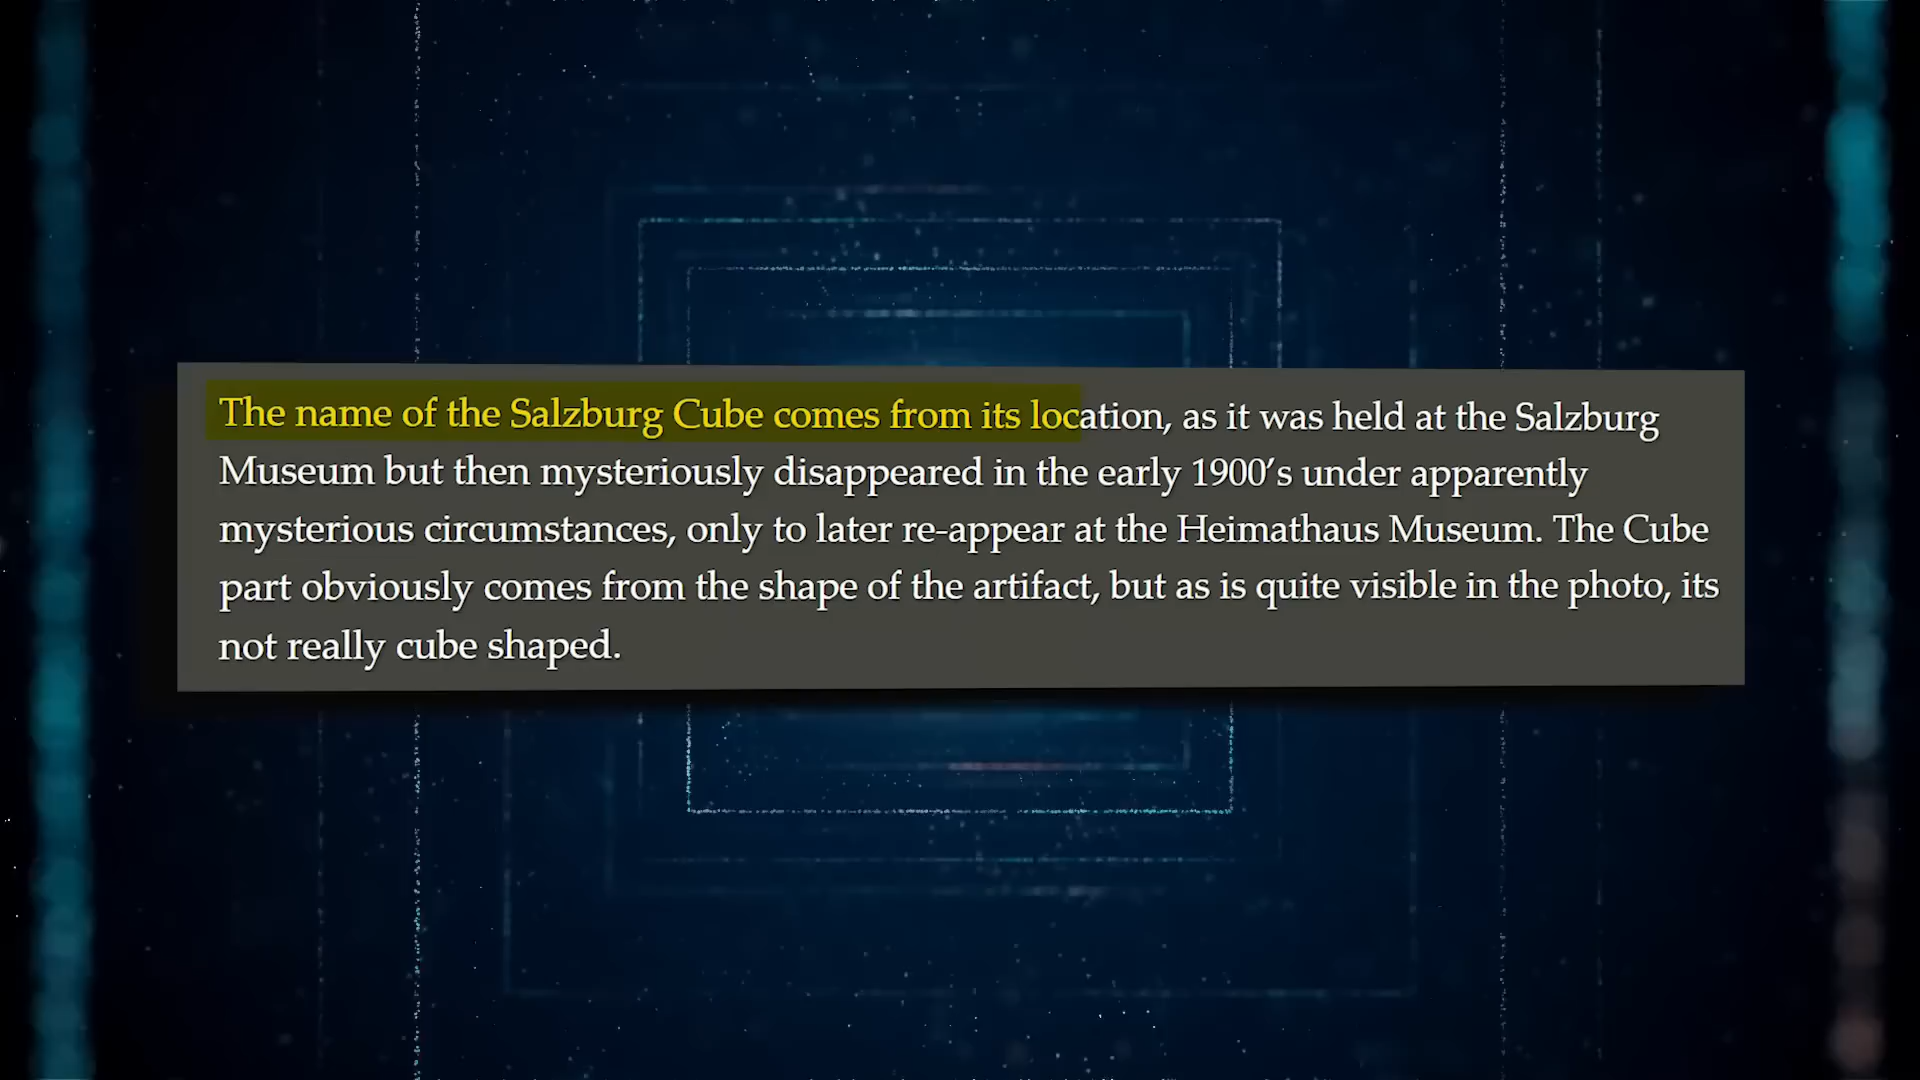 The name of the Salzburg Cube comes from its location, as it was held at the Salzburg
Museum but then mysteriously disappeared in the early 1900’s under apparently
mysterious circumstances, only to later re-appear at the Heimathaus Museum. The Cube
part obviously comes from the shape of the artifact, but as is quite visible in the photo, its
not really cube shaped.